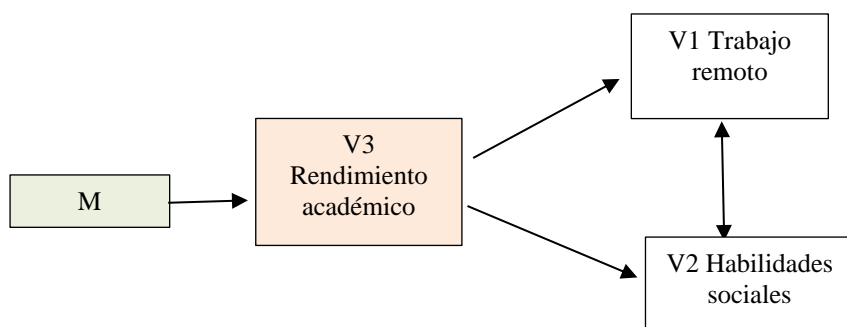 M
V3
Rendimiento
académico
V1 Trabajo
remoto
V2 Habilidades
sociales